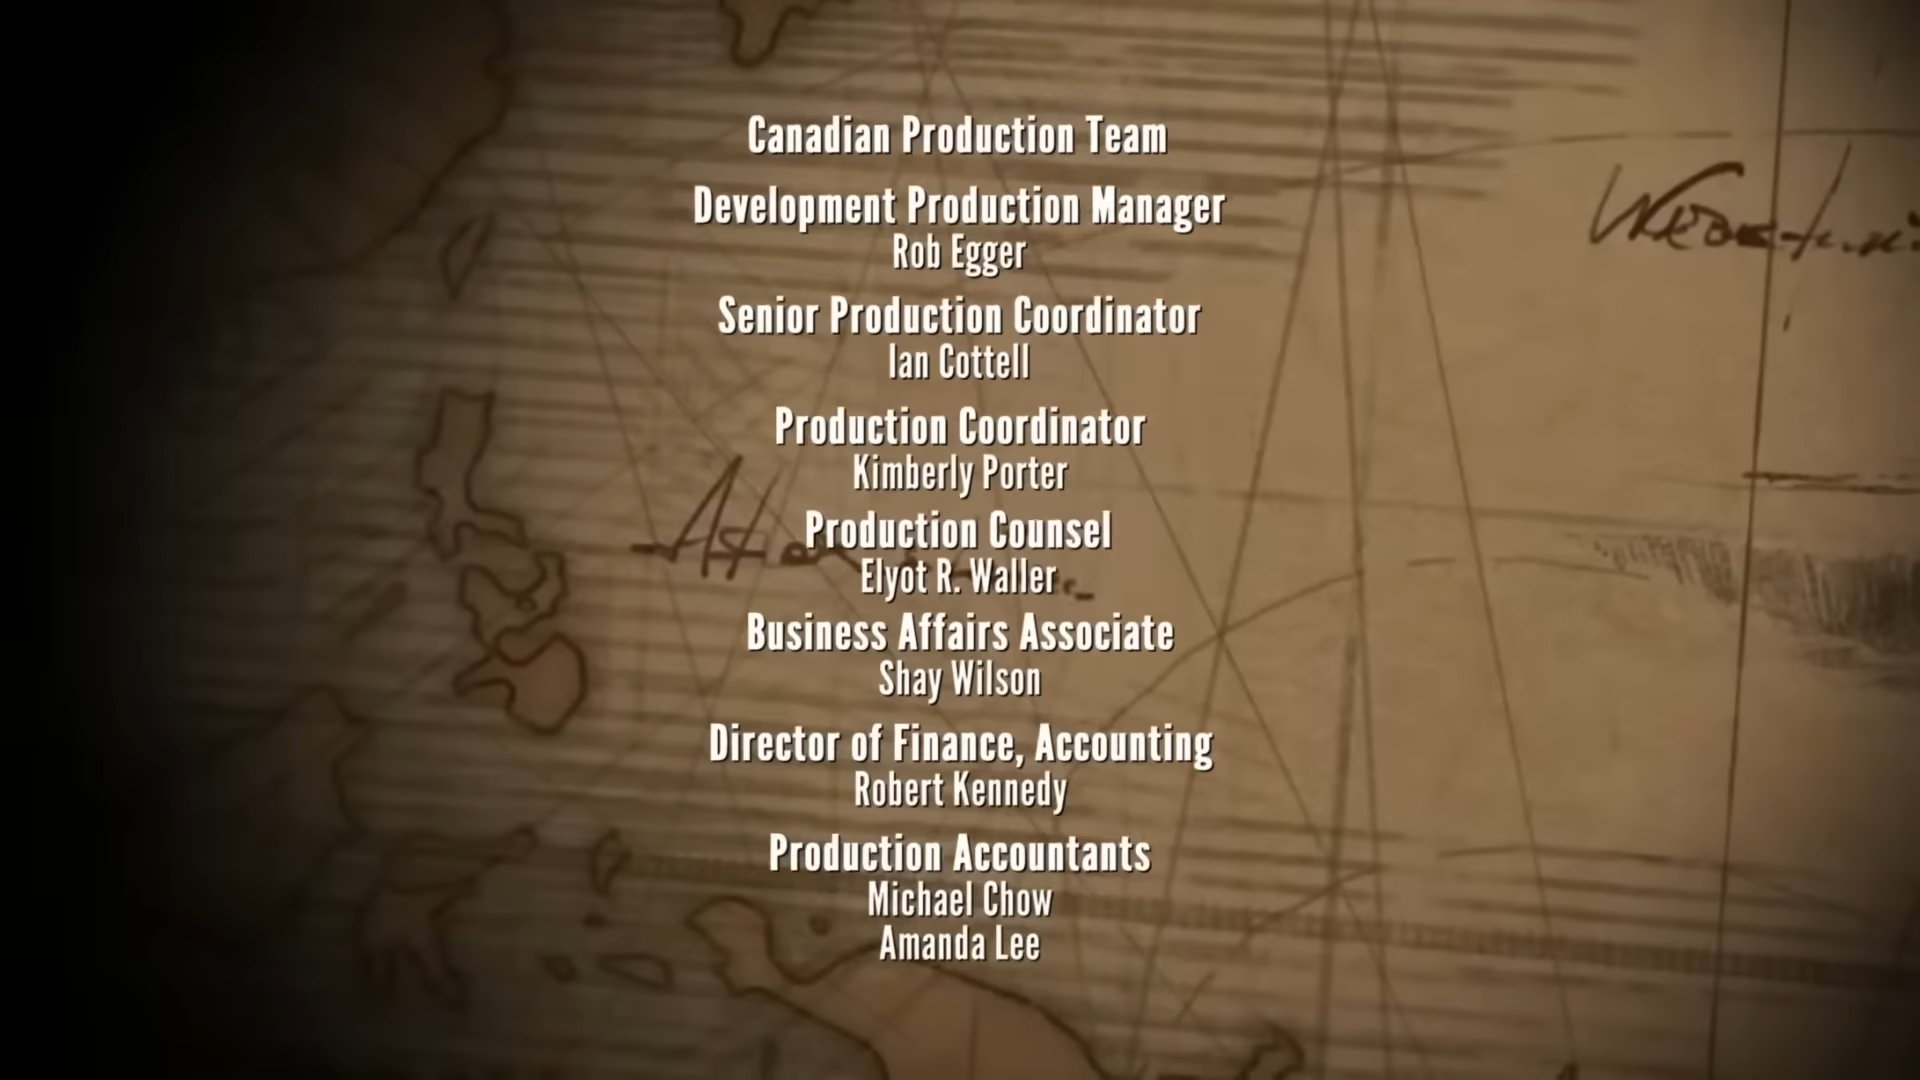 Canadian Production Team
Development Production Manager
Rob Egger
Senior Production Coordinator
Ian Cottell
Production Coordinator
Kimberly Porter
Production Counsel
Elyot R. Waller
Business Affairs Associate
Shay Wilson
Director of Finance, Accounting
Robert Kennedy
Production Accountants
Michael Chow
Amanda Lee